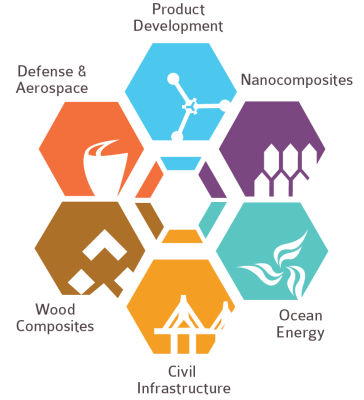 Product
Development
Defense &
Aerospace
Nanocomposites
Wood
Composites
Ocean
Energy
Civil
Infrastructure